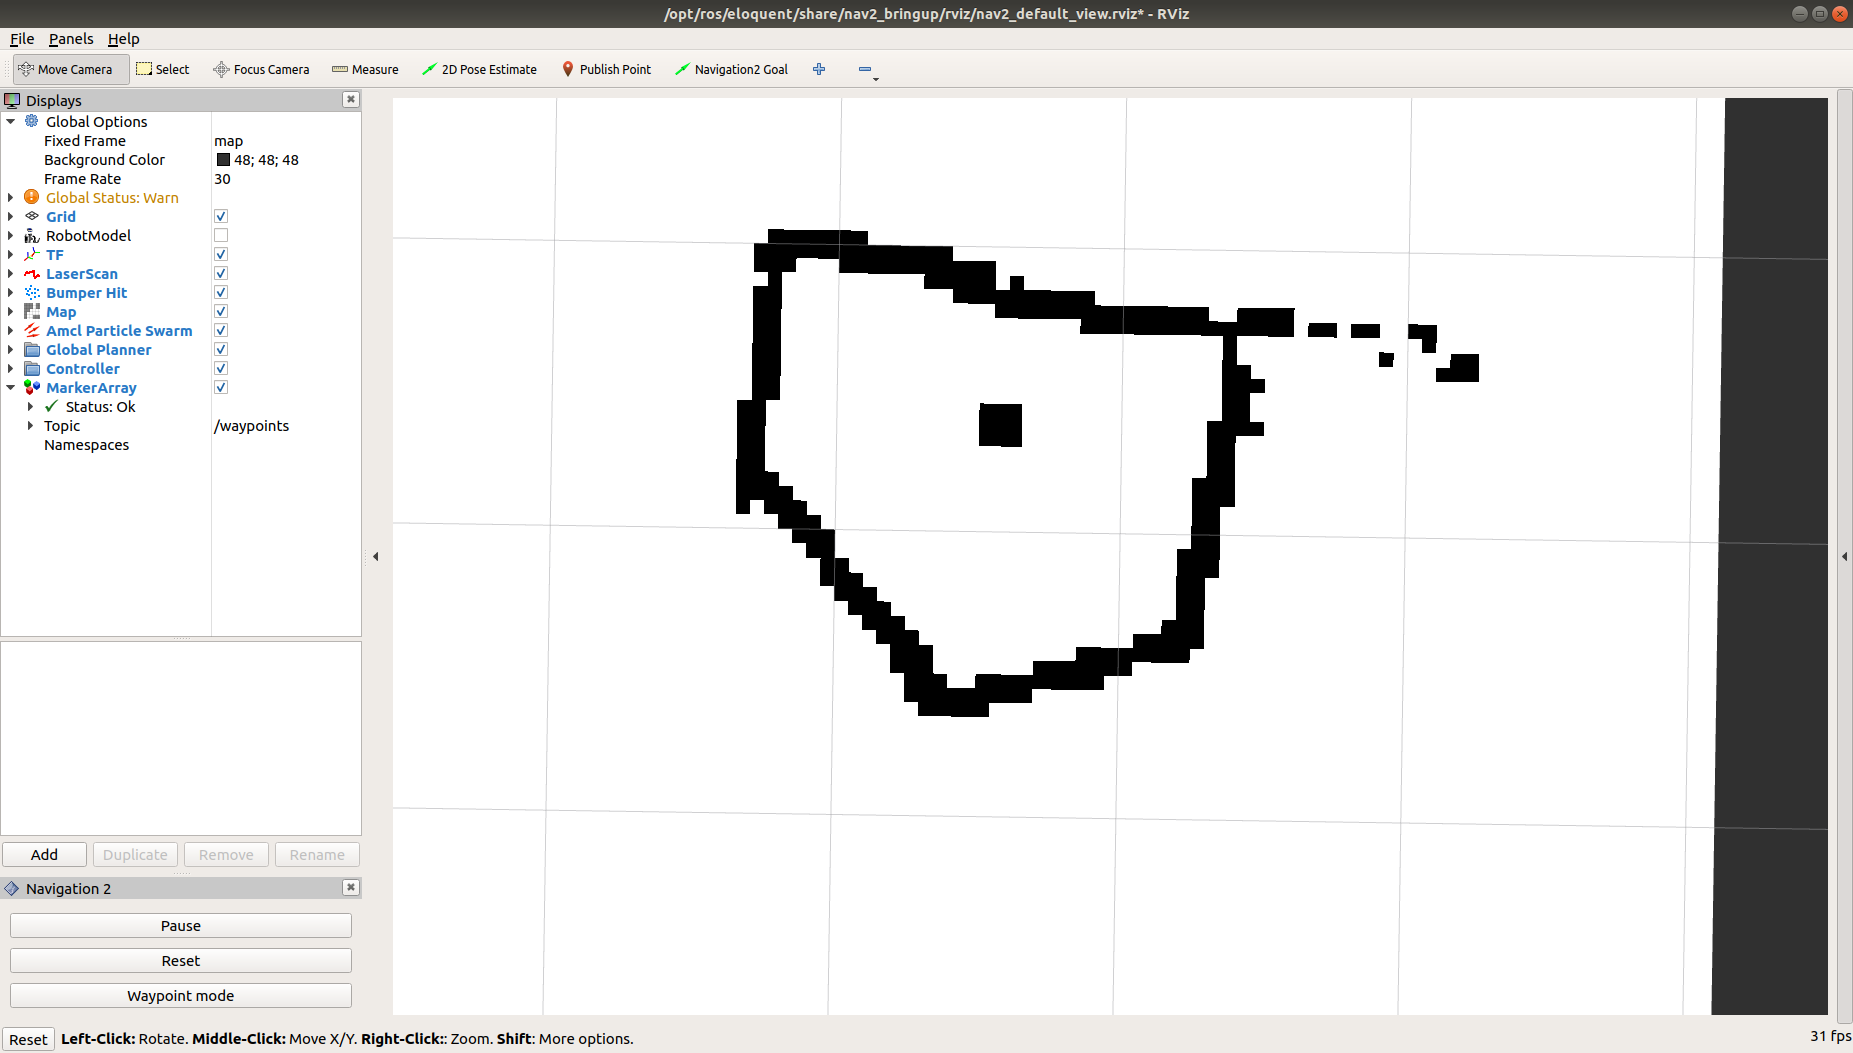 /opt/ros/eloquent/share/nav2_bringup/rviz/nav2_default_view.rviz* - RViz
File Panels Help
Move Camera Select Focus Camera Measure 2D Pose Estimate Publish Point Navigation2 Goal
Displays
Global Options
Fixed Frame map
Background Color 48; 48; 48
Frame Rate 30
Global Status: Warn
Grid
RobotModel
TF
LaserScan
Bumper Hit
Map
Amcl Particle Swarm
Global Planner
Controller
MarkerArray
Status: Ok
Topic /waypoints
Namespaces
Add Duplicate Remove Rename
Navigation 2
Pause
Reset
Waypoint mode
Reset Left-Click: Rotate. Middle-Click: Move X/Y. Right-Click:: Zoom. Shift: More options. 31 fps